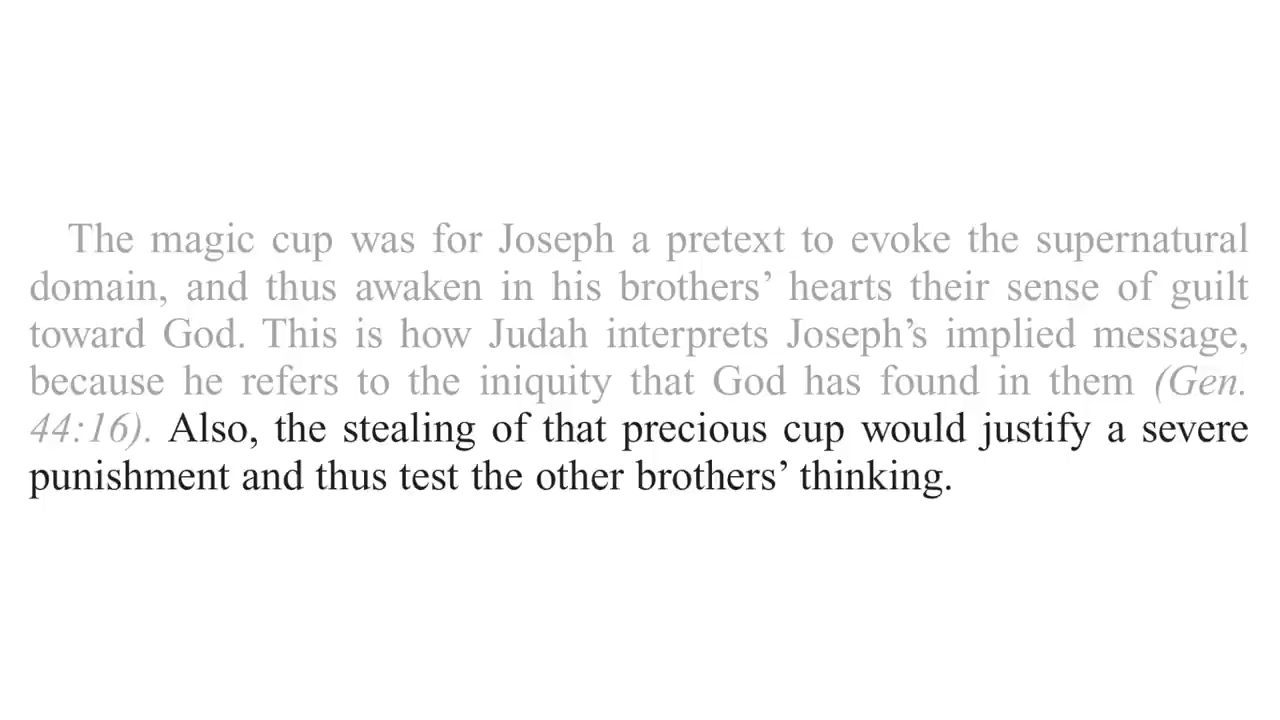 The magic cup was for Joseph a pretext to evoke the supernatural
domain, and thus awaken in his brothers’ hearts their sense of guilt
toward God. This is how Judah interprets Joseph’s implied message,
because he refers to the iniquity that God has found in them (Gen.
44:16). Also, the stealing of that precious cup would justify a severe
punishment and thus test the other brothers’ thinking.